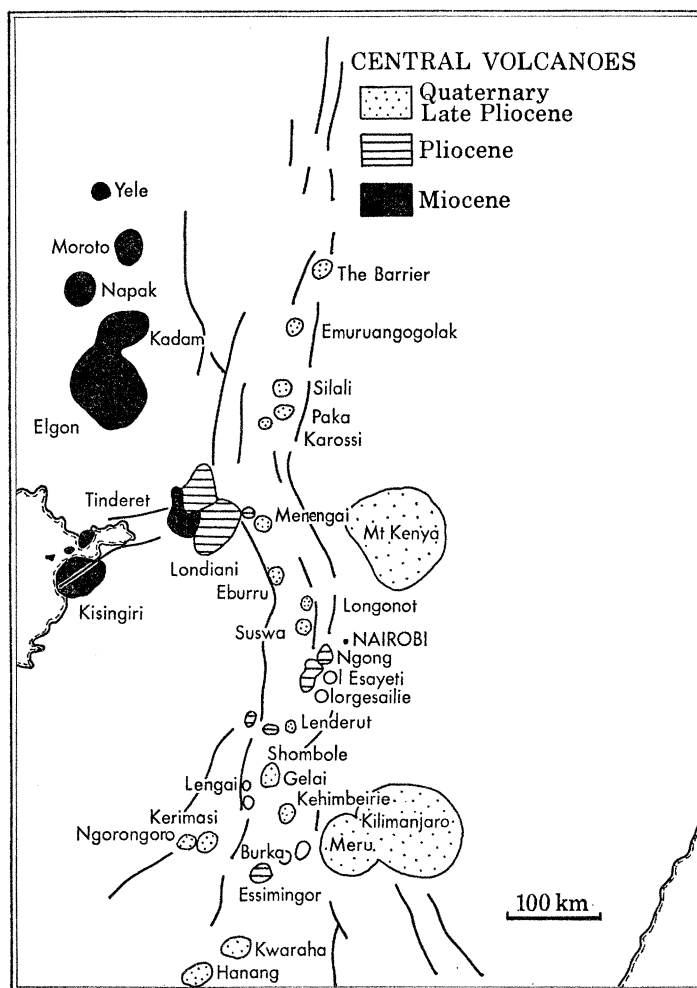 CENTRAL VOLCANOES
Quaternary
Late Pliocene
Pliocene
Miocene
Yele
Moroto
Napak
Kadam
Elgon
The Barrier
Emuruangogolak
Silali
Paka
Karossi
Tinderet
Menengai
Mt Kenya
Londiani
Eburru
Kisingiri
Longonot
Suswa
NAIROBI
Ngong
Ol Esayeti
Olorgesailie
Lenderut
Shombole
Gelai
Lengai
Kehimbeirie
Kerimasi
Kilimanjaro
Ngorongoro
Meru
Burka
Essimingor
100 km
Kwaraha
Hanang